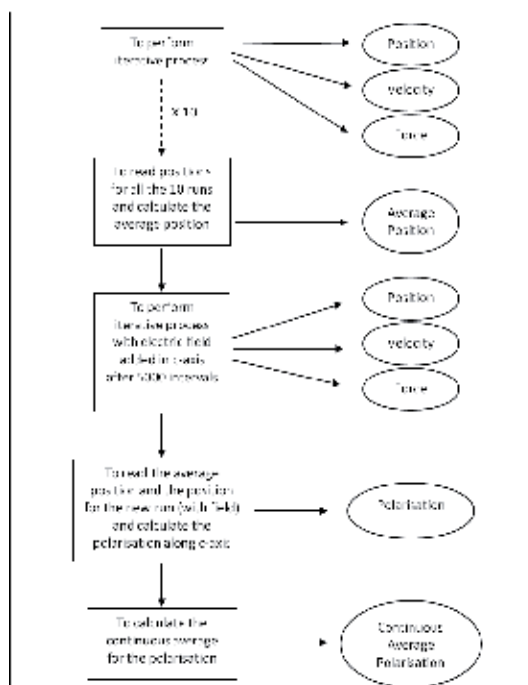 To perform
iterative process
Position
Velocity
Force
X 10
To read positions
for all the 10 runs
and calculate the
average position
Average
Position
To perform
iterative process
with electric field
added in c-axis
after 5000 intervals
Position
Velocity
Force
To read the average
position and the position
for the new run (with field)
and calculate the
polarisation along c-axis
Polarisation
To calculate the
continuous average
for the polarisation
Continuous
Average
Polarisation